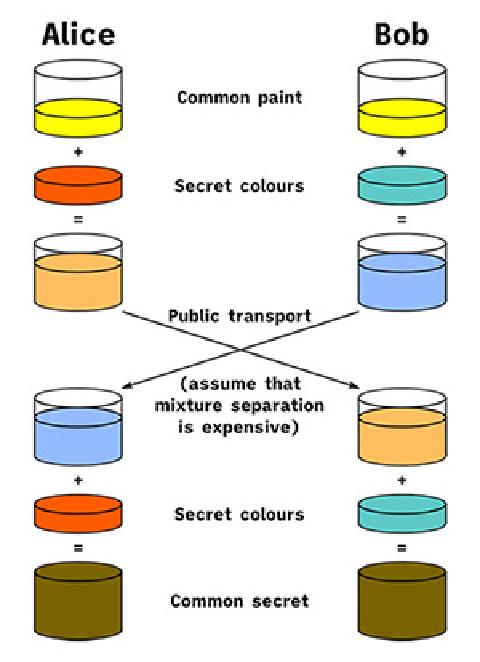 Alice
Bob
Common paint
+
+
Secret colours
=
=
Public transport
(assume that
mixture separation
is expensive)
+
+
Secret colours
=
=
Common secret